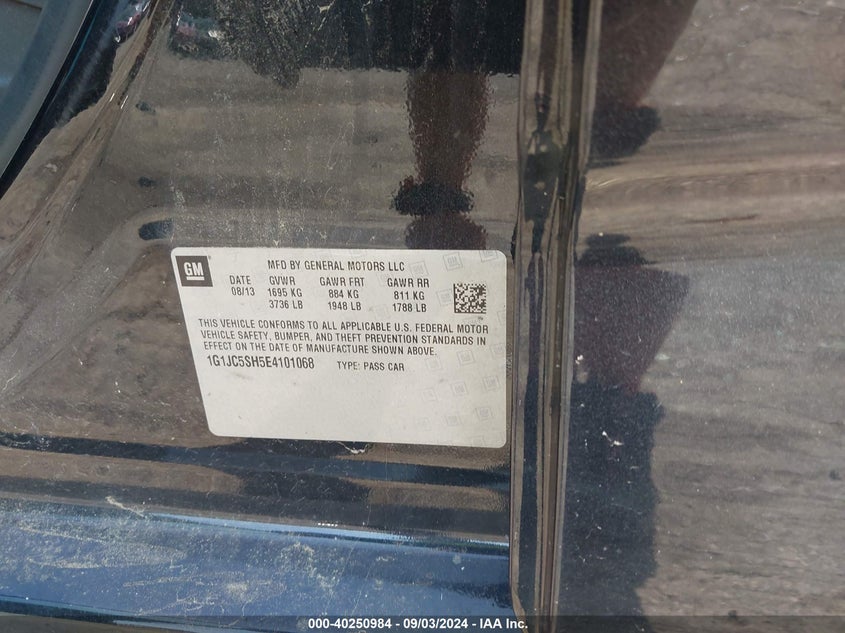 GM
MFD BY GENERAL MOTORS LLC
DATE GVWR GAWR FRT GAWR RR
08/13 1695 KG 884 KG 811 KG
3736 LB 1948 LB 1788 LB
THIS VEHICLE CONFORMS TO ALL APPLICABLE U.S. FEDERAL MOTOR
VEHICLE SAFETY, BUMPER, AND THEFT PREVENTION STANDARDS IN
EFFECT ON THE DATE OF MANUFACTURE SHOWN ABOVE.
1G1JC5SH5E4101068 TYPE: PASS CAR
000-40250984 - 09/03/2024 - IAA Inc.